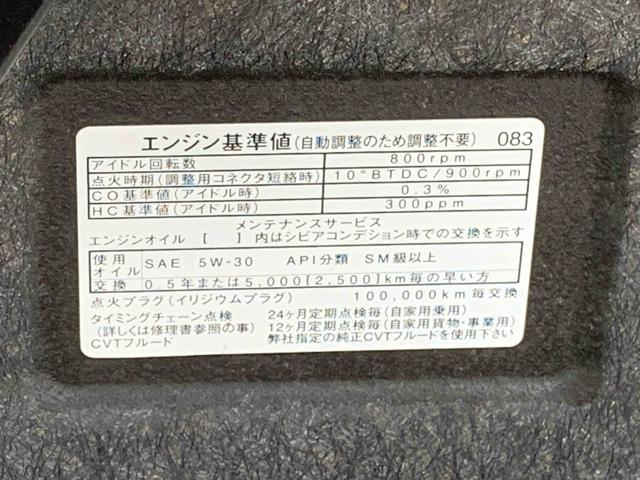 エンジン基準値(自動調整のため調整不要) 083
アイドル回転数 800rpm
点火時期(調整用コネクタ短絡時) 10°BTDC/900rpm
CO基準値(アイドル時) 0.3%
HC基準値(アイドル時) 300ppm
メンテナンスサービス
エンジンオイル [ ] 内はシビアコンデション時での交換を示す
使用オイル SAE 5W-30 API分類 SM級以上
交換 0.5年または5,000[2,500]km毎の早い方
点火プラグ(イリジウムプラグ) 100,000km毎交換
タイミングチェーン点検 24ヶ月定期点検毎(自家用乗用)
(詳しくは修理書参照の事) 12ヶ月定期点検毎(自家用貨物・事業用)
CVTフルード 弊社指定の純正CVTフルードを使用下さい